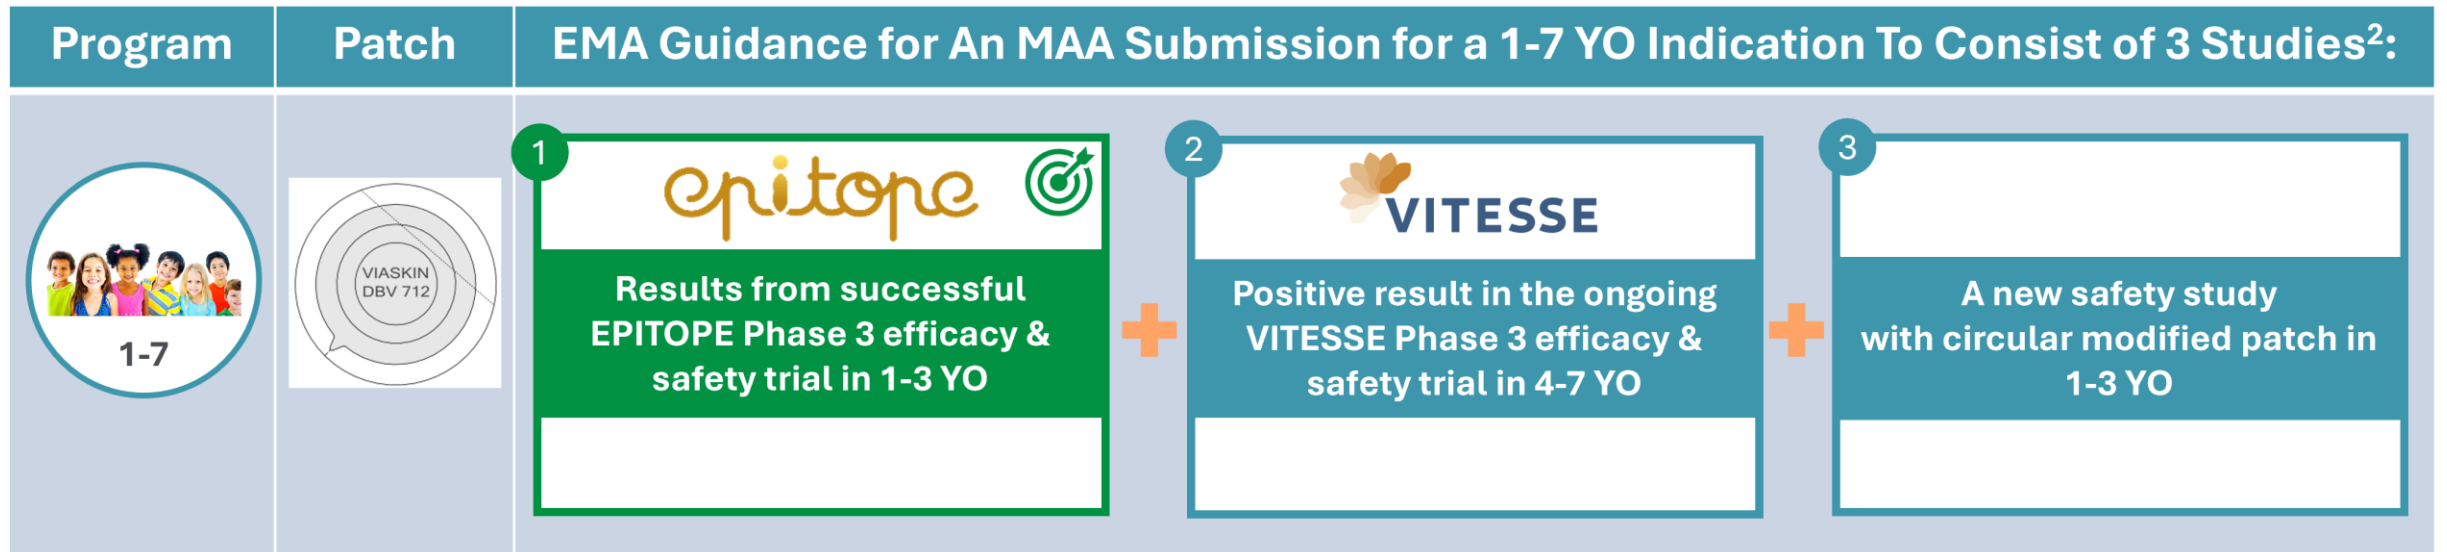 Program
Patch
EMA Guidance for An MAA Submission for a 1-7 YO Indication To Consist of 3 Studies²:
1-7
VIASKIN
DBV 712
1
epitope
Results from successful
EPITOPE Phase 3 efficacy &
safety trial in 1-3 YO
2
VITESSE
Positive result in the ongoing
VITESSE Phase 3 efficacy &
safety trial in 4-7 YO
3
A new safety study
with circular modified patch in
1-3 YO